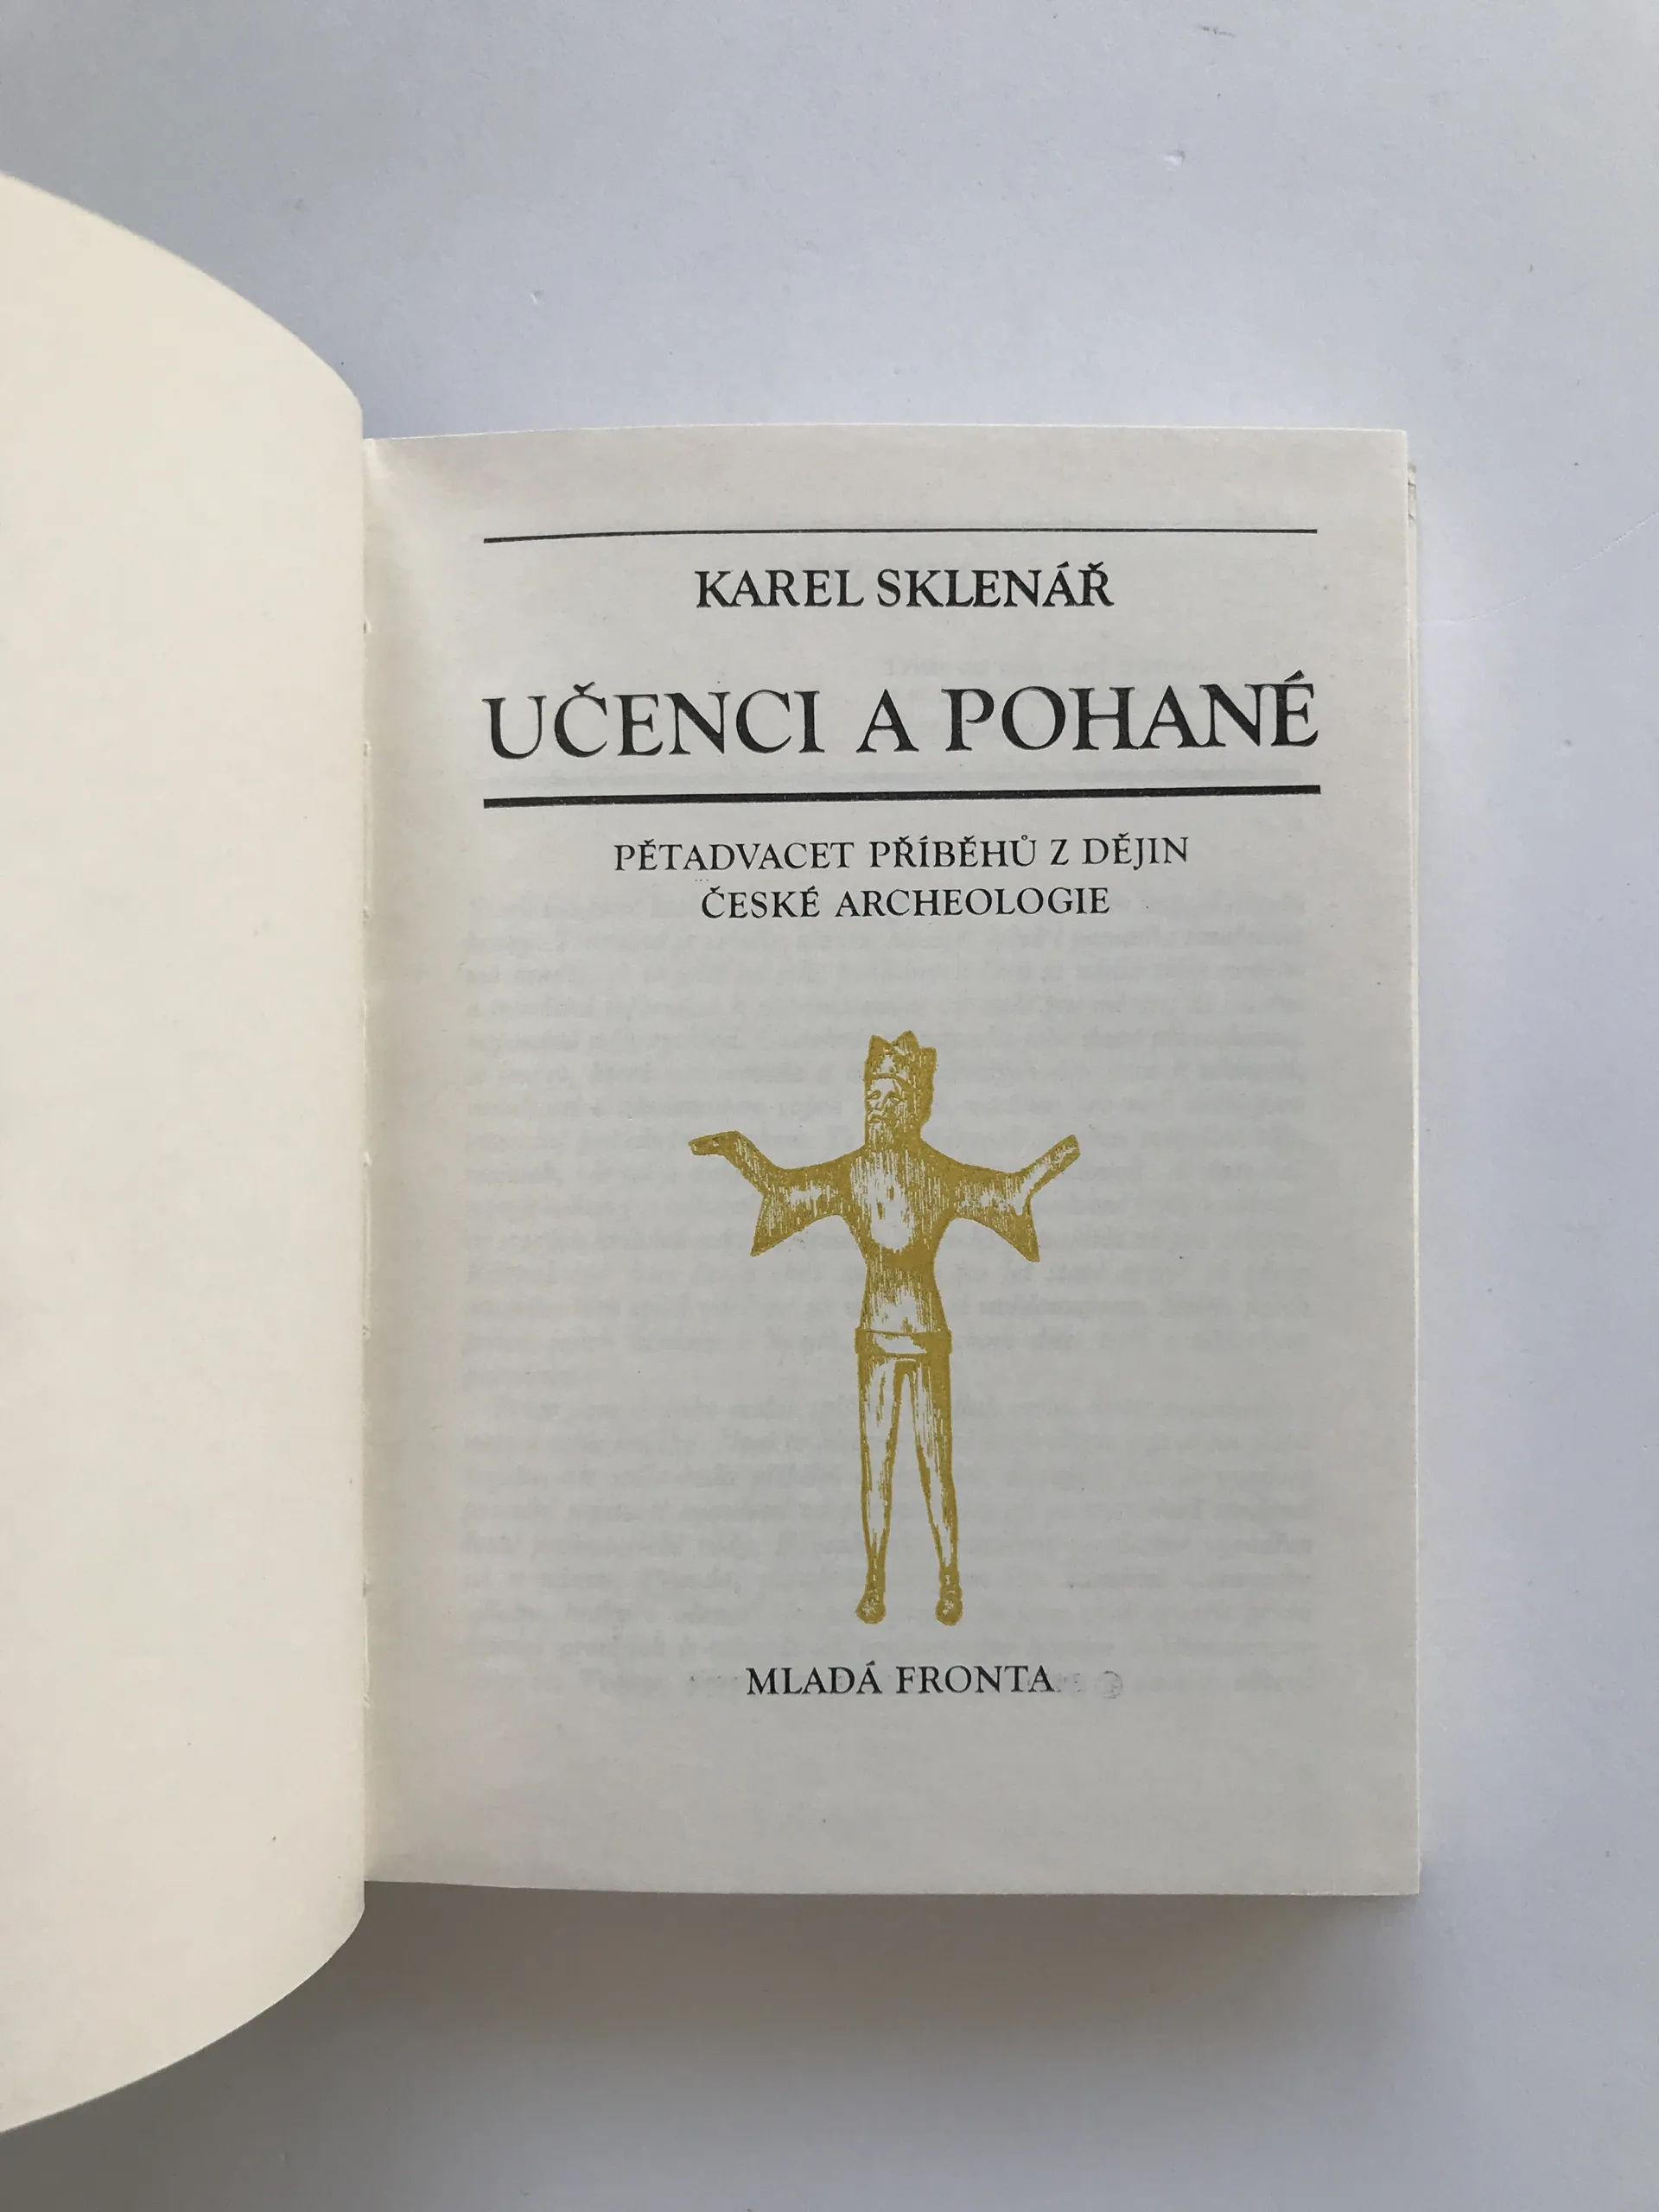 KAREL SKLENÁŘ
UČENCI A POHANÉ
PĚTADVACET PŘÍBĚHŮ Z DĚJIN
ČESKÉ ARCHEOLOGIE
MLADÁ FRONTA